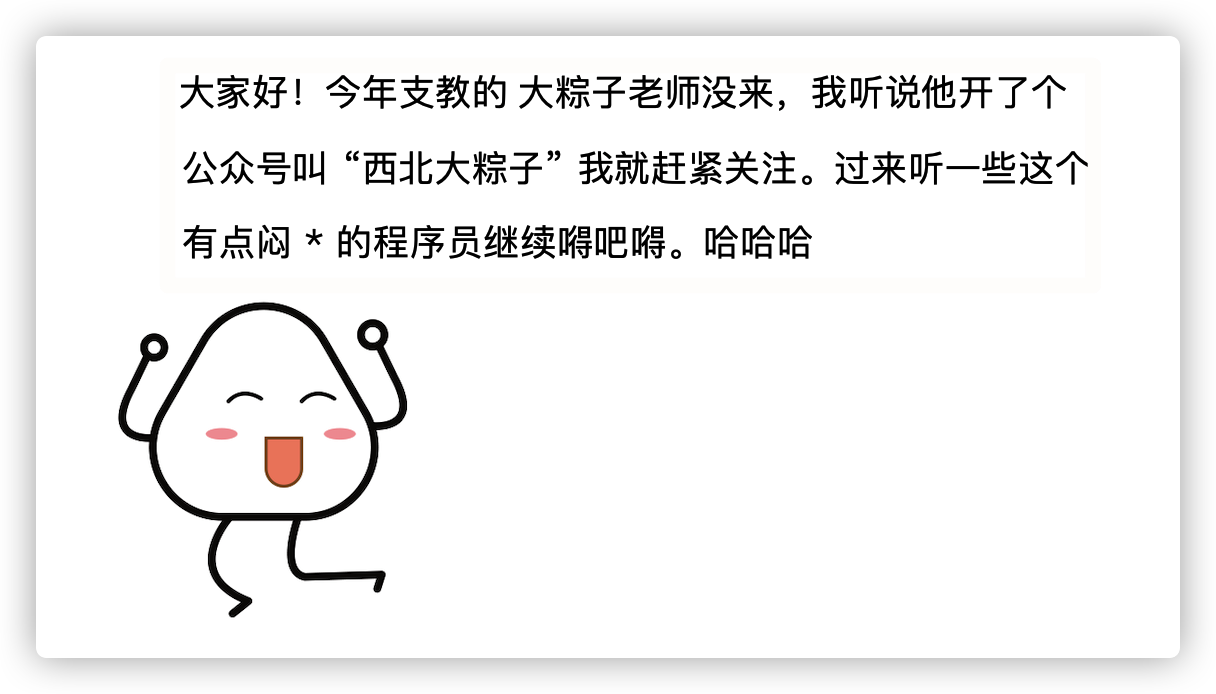 大家好！今年支教的 大粽子老师没来，我听说他开了个
公众号叫 “西北大粽子” 我就赶紧关注。过来听一些这个
有点闷 * 的程序员继续嘚吧嘚。哈哈哈